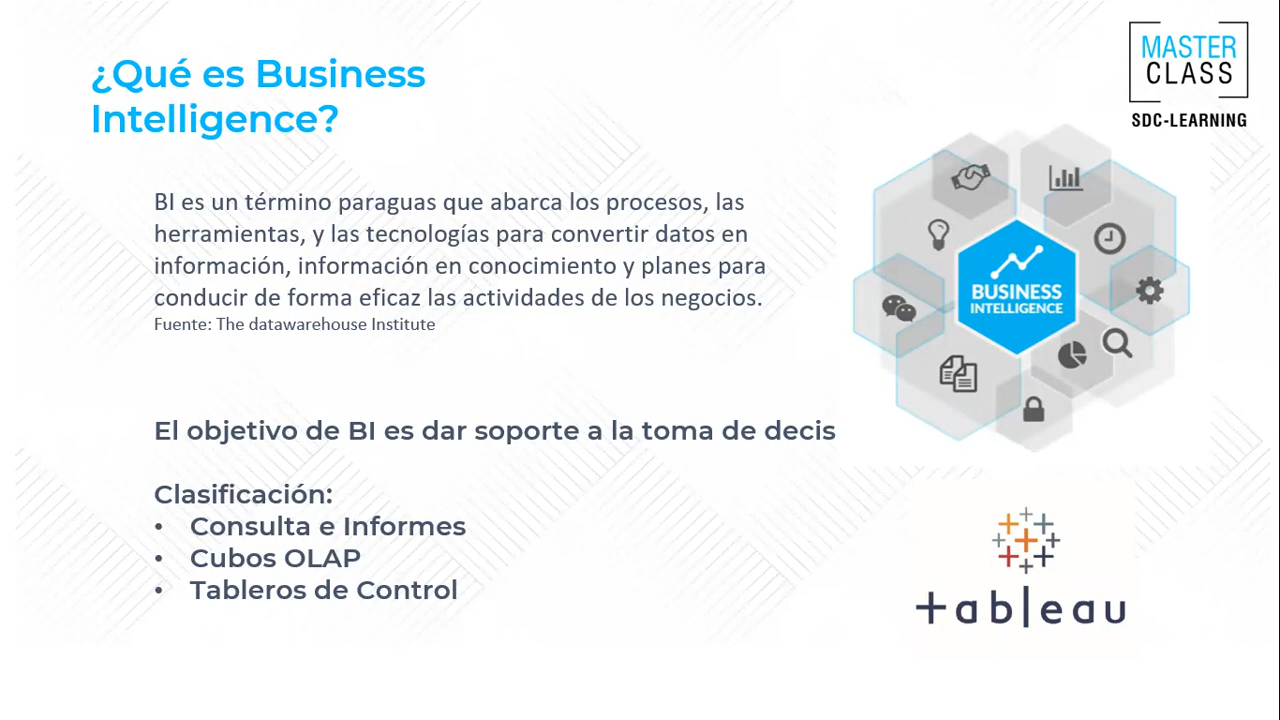 ¿Qué es Business
Intelligence?
MASTER
CLASS
SDC-LEARNING
BI es un término paraguas que abarca los procesos, las
herramientas, y las tecnologías para convertir datos en
información, información en conocimiento y planes para
conducir de forma eficaz las actividades de los negocios.
Fuente: The datawarehouse Institute
BUSINESS
INTELLIGENCE
El objetivo de BI es dar soporte a la toma de decis
Clasificación:
• Consulta e Informes
• Cubos OLAP
• Tableros de Control
+ableau